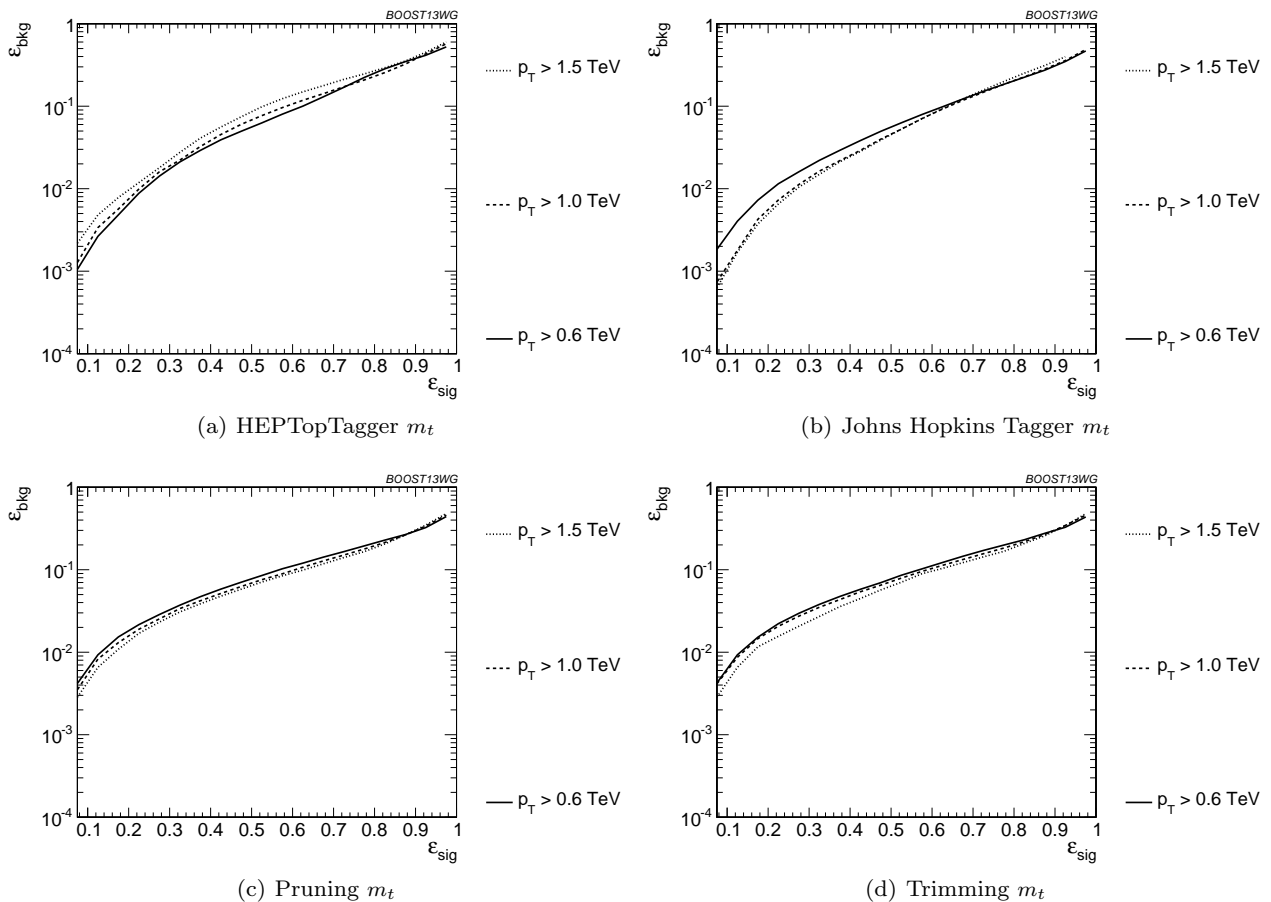 BOOST13WG
ε_bkg
1
10^-1
10^-2
10^-3
10^-4
0.1 0.2 0.3 0.4 0.5 0.6 0.7 0.8 0.9 1
ε_sig
p_T > 1.5 TeV
p_T > 1.0 TeV
p_T > 0.6 TeV
(a) HEPTopTagger m_t
BOOST13WG
ε_bkg
1
10^-1
10^-2
10^-3
10^-4
0.1 0.2 0.3 0.4 0.5 0.6 0.7 0.8 0.9 1
ε_sig
p_T > 1.5 TeV
p_T > 1.0 TeV
p_T > 0.6 TeV
(b) Johns Hopkins Tagger m_t
BOOST13WG
ε_bkg
1
10^-1
10^-2
10^-3
10^-4
0.1 0.2 0.3 0.4 0.5 0.6 0.7 0.8 0.9 1
ε_sig
p_T > 1.5 TeV
p_T > 1.0 TeV
p_T > 0.6 TeV
(c) Pruning m_t
BOOST13WG
ε_bkg
1
10^-1
10^-2
10^-3
10^-4
0.1 0.2 0.3 0.4 0.5 0.6 0.7 0.8 0.9 1
ε_sig
p_T > 1.5 TeV
p_T > 1.0 TeV
p_T > 0.6 TeV
(d) Trimming m_t